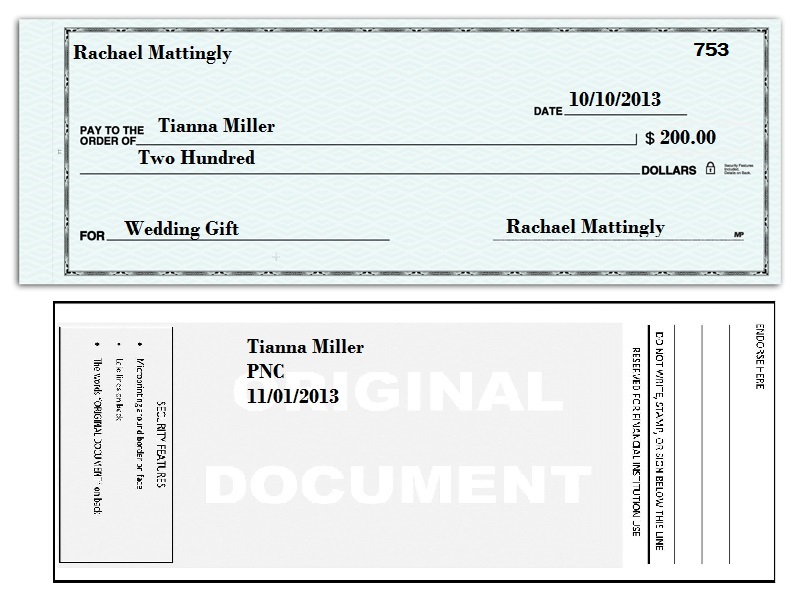 Rachael Mattingly
753
DATE 10/10/2013
PAY TO THE
ORDER OF Tianna Miller $ 200.00
Two Hundred DOLLARS
Security Features
Included.
Details on Back.
FOR Wedding Gift Rachael Mattingly MP
Tianna Miller
PNC
11/01/2013
ORIGINAL
DOCUMENT
ENDORSE HERE
DO NOT WRITE, STAMP, OR SIGN BELOW THIS LINE
RESERVED FOR FINANCIAL INSTITUTION USE
SECURITY FEATURES
• Microprinting around border on face
• lines on back
• The words "ORIGINAL DOCUMENT" on back